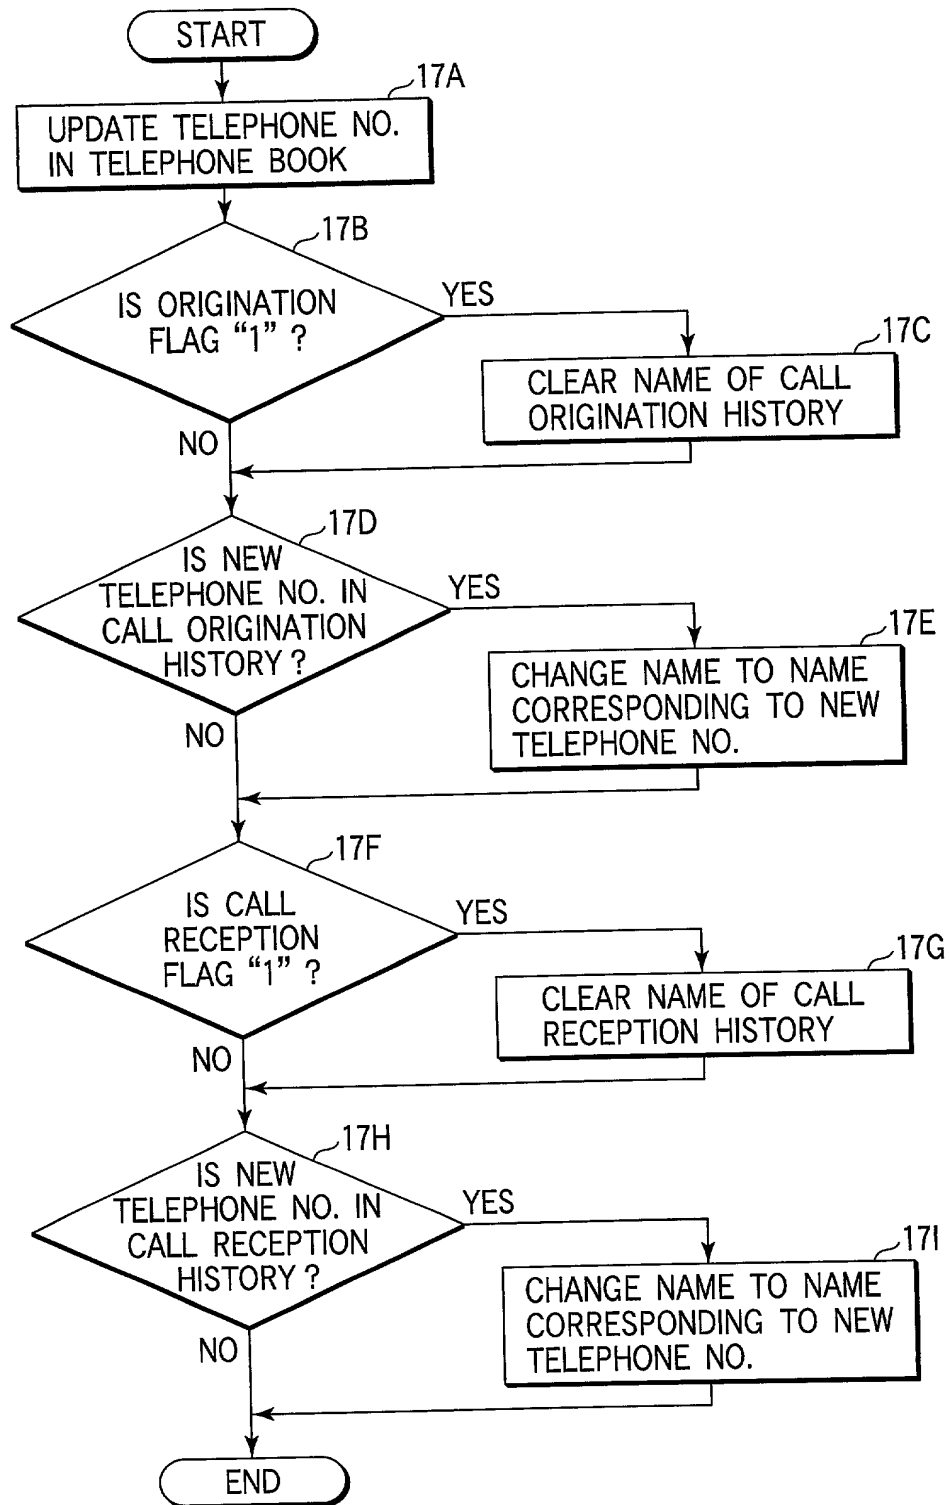 START
17A
UPDATE TELEPHONE NO.
IN TELEPHONE BOOK
17B
IS ORIGINATION
FLAG “1” ?
YES
17C
CLEAR NAME OF CALL
ORIGINATION HISTORY
NO
17D
IS NEW
TELEPHONE NO. IN
CALL ORIGINATION
HISTORY ?
YES
17E
CHANGE NAME TO NAME
CORRESPONDING TO NEW
TELEPHONE NO.
NO
17F
IS CALL
RECEPTION
FLAG “1” ?
YES
17G
CLEAR NAME OF CALL
RECEPTION HISTORY
NO
17H
IS NEW
TELEPHONE NO. IN
CALL RECEPTION
HISTORY ?
YES
17I
CHANGE NAME TO NAME
CORRESPONDING TO NEW
TELEPHONE NO.
NO
END